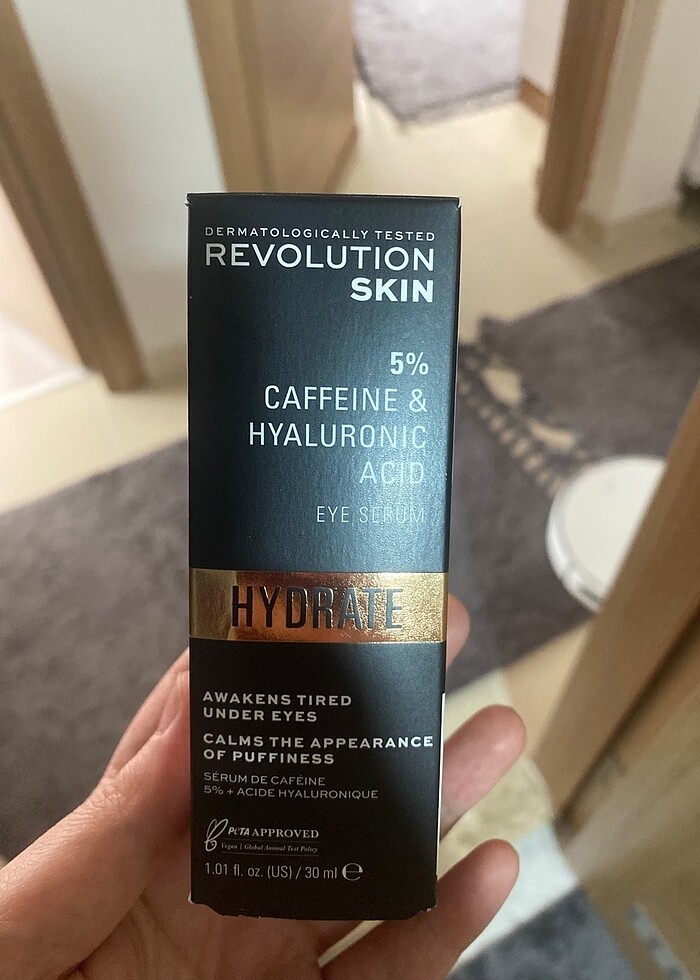 DERMATOLOGICALLY TESTED
REVOLUTION
SKIN
5%
CAFFEINE &
HYALURONIC
ACID
EYE SERUM
HYDRATE
AWAKENS TIRED
UNDER EYES
CALMS THE APPEARANCE
OF PUFFINESS
SÉRUM DE CAFÉINE
5% + ACIDE HYALURONIQUE
PETA APPROVED
Vegan | Global Animal Test Policy
1.01 fl. oz. (US) / 30 ml ℮